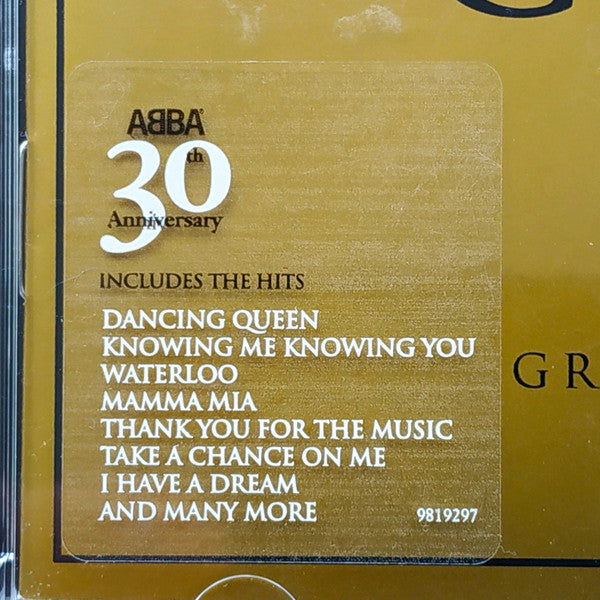 G
ABBA
30th
Anniversary
INCLUDES THE HITS
DANCING QUEEN
KNOWING ME KNOWING YOU
WATERLOO
MAMMA MIA
THANK YOU FOR THE MUSIC
TAKE A CHANCE ON ME
I HAVE A DREAM
AND MANY MORE
9819297
GR